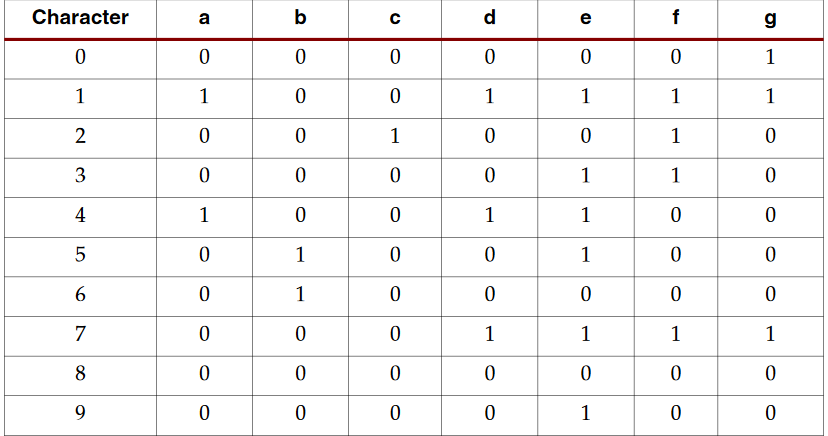 Character a b c d e f g
0 0 0 0 0 0 0 1
1 1 0 0 1 1 1 1
2 0 0 1 0 0 1 0
3 0 0 0 0 1 1 0
4 1 0 0 1 1 0 0
5 0 1 0 0 1 0 0
6 0 1 0 0 0 0 0
7 0 0 0 1 1 1 1
8 0 0 0 0 0 0 0
9 0 0 0 0 1 0 0